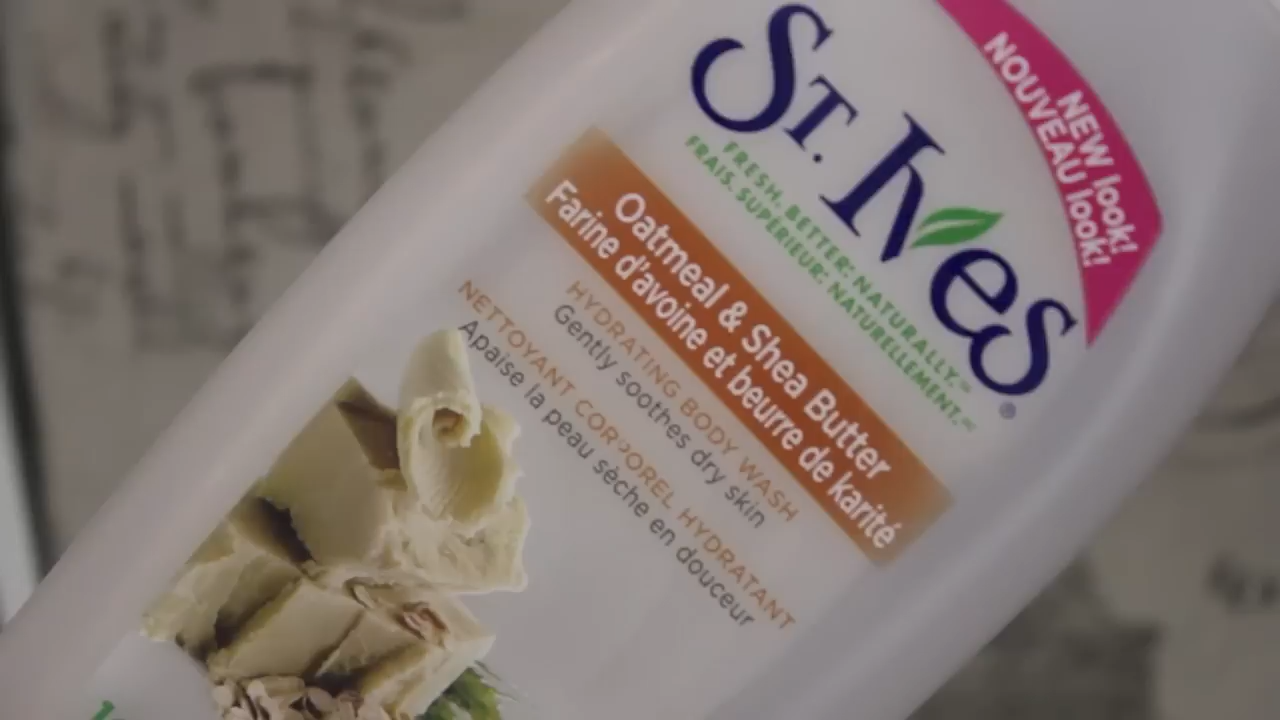 NEW look!
NOUVEAU look!
St. Ives®
FRESH. BETTER. NATURALLY.™
FRAIS. SUPÉRIEUR. NATURELLEMENT.™
Oatmeal & Shea Butter
Farine d'avoine et beurre de karité
HYDRATING BODY WASH
Gently soothes dry skin
NETTOYANT CORPOREL HYDRATANT
Apaise la peau sèche en douceur